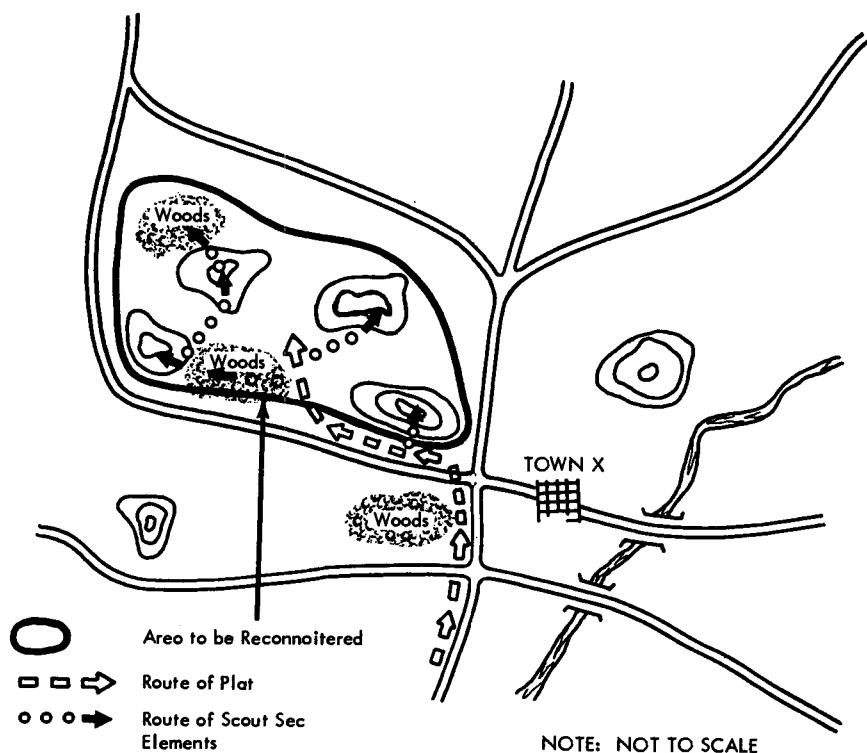 Woods
Woods
TOWN X
Woods
Areo to be Reconnoitered
Route of Plat
Route of Scout Sec
Elements
NOTE: NOT TO SCALE